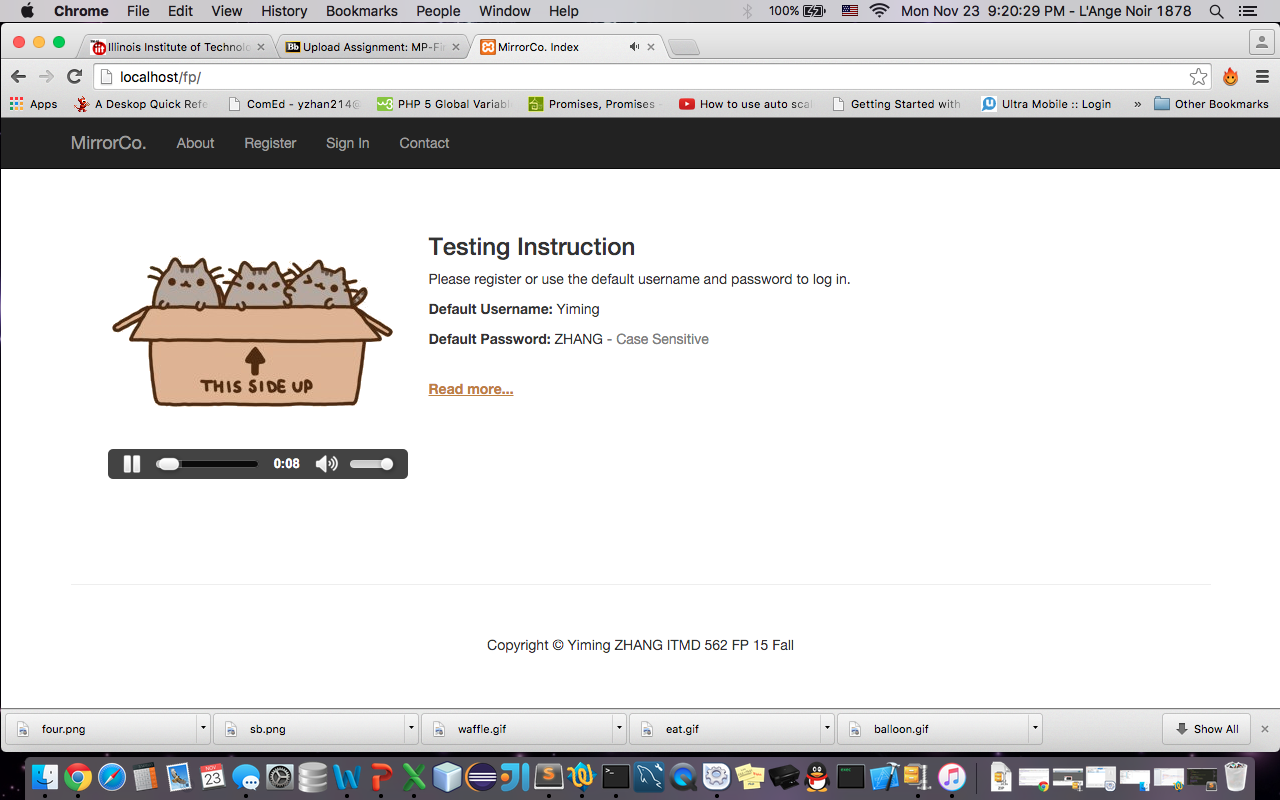 Chrome File Edit View History Bookmarks People Window Help 100% Mon Nov 23 9:20:29 PM - L'Ange Noir 1878
Illinois Institute of Technolo Bb Upload Assignment: MP-Fi MirrorCo. Index
localhost/fp/
Apps A Deskop Quick Refe ComEd - yzhan214@ PHP 5 Global Variabl Promises, Promises - How to use auto scal Getting Started with Ultra Mobile :: Login » Other Bookmarks
MirrorCo. About Register Sign In Contact
Testing Instruction
Please register or use the default username and password to log in.
Default Username: Yiming
Default Password: ZHANG - Case Sensitive
THIS SIDE UP
Read more...
0:08
Copyright © Yiming ZHANG ITMD 562 FP 15 Fall
four.png sb.png waffle.gif eat.gif balloon.gif Show All
NOV
23